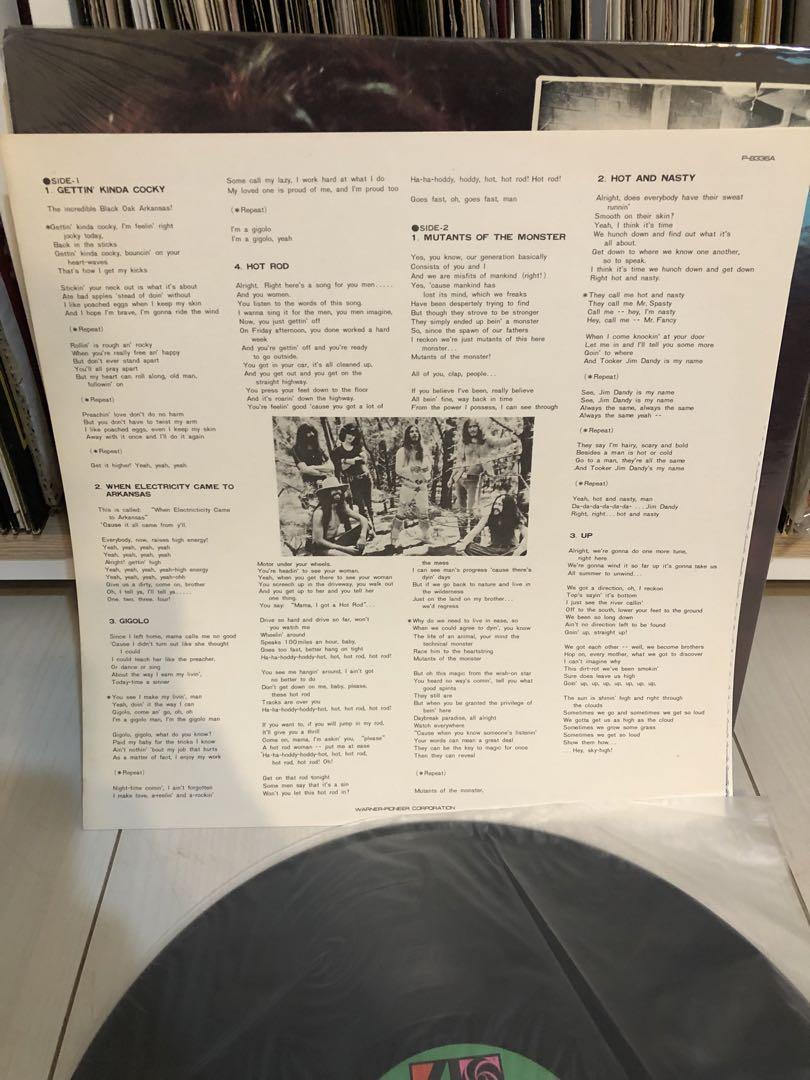 P-8336A
●SIDE-1
1. GETTIN' KINDA COCKY
The incredible Black Oak Arkansas!
*Gettin' kinda cocky, I'm feelin' right
jocky today,
Back in the sticks
Gettin' kinda cocky, bouncin' on your
heart-waves
That's how I get my kicks
Stickin' your neck out is what it's about
Ate bad apples 'stead of doin' without
I like poached eggs when I keep my skin
And I hope I'm brave, I'm gonna ride the wind
(*Repeat)
Rollin' is rough an' rocky
When you're really free an' happy
But don't ever stand apart
You'll all pray apart
But my heart can roll along, old man,
followin' on
(*Repeat)
Preachin' love don't do no harm
But you don't have to twist my arm
I like poached eggs, even I keep my skin
Away with it once and I'll do it again
(*Repeat)
Get it higher! Yeah, yeah, yeah
2. WHEN ELECTRICITY CAME TO
ARKANSAS
This is called: "When Electricticity Came
to Arkansas"
'Cause it all came from y'll.
Everybody, now, raives high energy!
Yeah, yeah, yeah, yeah
Yeah, yeah, yeah, yeah
Alright! gettin' high
Yeah, yeah, yeah, yeah-high energy
Yeah, yeah, yeah, yeah-ohh
Give us a dirty, come on, brother
Oh, I tell ya, I'll tell ya.....
One, two, three, four!
3. GIGOLO
Since I left home, mama calls me no good
'Cause I didn't turn out like she thought
I could
I could teach her like the preacher,
Or dance or sing
About the way I earn my livin',
Today-time a sinner
*You see I make my livin', man
Yeah, doin' it the way I can
Gigolo, come an' go, oh, oh
I'm a gigolo man, I'm the gigolo man
Gigolo, gigolo, what do you know?
Paid my baby for the tricks I know
Ain't nothin' 'bout my job that hurts
As a matter of fact, I enjoy my work
(*Repeat)
Night-time comin', I ain't forgotten
I make love, a-reelin' and a-rockin'
Some call my lazy, I work hard at what I do
My loved one is proud of me, and I'm proud too
(*Repeat)
I'm a gigolo
I'm a gigolo, yeah
4. HOT ROD
Alright. Right here's a song for you men.....
And you women.
You listen to the words of this song.
I wanna sing it for the men, you men imagine,
Now, you just gettin' off
On Friday afternoon, you done worked a hard
week
And you're gettin' off and you're ready
to go outside.
You got in your car, it's all cleaned up,
And you get out and you get on the
straight highway.
You press your feet down to the floor
And it's roarin' down the highway.
You're feelin' good 'cause you got a lot of
Motor under your wheels.
You're headin' to see your woman.
Yeah, when you get there to see your woman
You screech up in the driveway, you walk out
And you get up to her and you tell her
one thing.
You say: "Mama, I got a Hot Rod"...
Drive so hard and drive so far, won't
you watch me
Wheelin' around
Speaks 100miles an hour, baby,
Goes too fast, better hang on tight
Ha-ha-hoddy-hoddy-hot, hot, hot rod, hot rod!
You see me hangin' around, I ain't got
no better to do
Don't get down on me, baby, please,
these hot rod
Tracks are over you
Ha-ha-hoddy-hoddy-hot, hot, hot rod, hot rod!
If you want to, if you will jump in my rod,
It'll give you a thrill
Come on, mama, I'm askin' you, "please"
A hot rod woman -- put me at ease
'Ha-ha-hoddy-hoddy-hot, hot, hot rod,
hot rod, hot rod! Oh!
Get on that rod tonight
Some men say that it's a sin
Won't you let this hot rod in?
Ha-ha-hoddy, hoddy, hot, hot rod! Hot rod!
Goes fast, oh, goes fast, man
●SIDE-2
1. MUTANTS OF THE MONSTER
Yes, you know, our generation basically
Consists of you and I
And we are misfits of mankind (right!)
Yes, 'cause mankind has
lost its mind, which we freaks
Have been despertely trying to find
But though they strove to be stronger
They simply ended up bein' a monster
So, since the spawn of our fathers
I reckon we're just mutants of this here
monster...
Mutants of the monster!
All of you, clap, people...
If you believe I've been, really believe
All bein' fine, way back in time
From the power I possess, I can see through
the mess
I can see man's progress 'cause there's
dyin' days
But if we go back to nature and live in
the wilderness
Just on the land on my brother...
we'd regress
*Why do we need to live in ease, so
When we could agree to dyin', you know
The life of an animal, your mind the
technical monster
Race him to the heartstring
Mutants of the monster
But oh this magic from the wish-on star
You heard no way's comin', tell you what
good spints
They still are
But when you be granted the privilege of
bein' here
Daybreak paradise, all alright
Watch everywhere
"Cause when you know someone's listenin'
Your words can mean a great deal
They can be the key to magic for once
Then they can reveal
(*Repeat)
Mutants of the monster,
2. HOT AND NASTY
Alright, does everybody have their sweat
runnin'
Smooth on their skin?
Yeah, I think it's time
We hunch down and find out what it's
all about.
Get down to where we know one another,
so to speak.
I think it's time we hunch down and get down
Right hot and nasty.
*They call me hot and nasty
They call me Mr. Spasty
Call me -- hey, I'm nasty
Hey, call me -- Mr. Fancy
When I come knockin' at your door
Let me in and I'll tell you some more
Goin' to where
And Tooker Jim Dandy is my name
(*Repeat)
See, Jim Dandy is my name
See, Jim Dandy is my name
Always the same, always the same
Always the same yeah --
(*Repeat)
They say I'm hairy, scary and bold
Besides a man is hot or cold
Go to a man, they're all the same
And Tooker Jim Dandy's my name
(*Repeat)
Yeah, hot and nasty, man
Da-da-da-da-da-da- ...Jim Dandy
Right, right...hot and nasty
3. UP
Alright, we're gonna do one more tune,
right here
We're gonna wind it so far up it's gonna take us
All summer to unwind...
We got a direction, oh, I reckon
Top's sayin' it's bottom
I just see the river callin'
Off to the south, lower your feet to the ground
We been so long down
Ain't no direction left to be found
Goin' up, straight up!
We got each other -- well, we become brothers
Hop on, every mother, what we got to discover
I can't imagine why
This dirt-rot we've been smokin'
Sure does leave us high
Goin' up, up, up, up, up, up, up,
The sun is shinin' high and right through
the clouds
Sometimes we go and sometimes we get so loud
We gotta get us as high as the cloud
Sometimes we grow some grass
Sometimes we get so loud
Show them how...
...Hey, sky-high!
WARNER-PIONEER CORPORATION